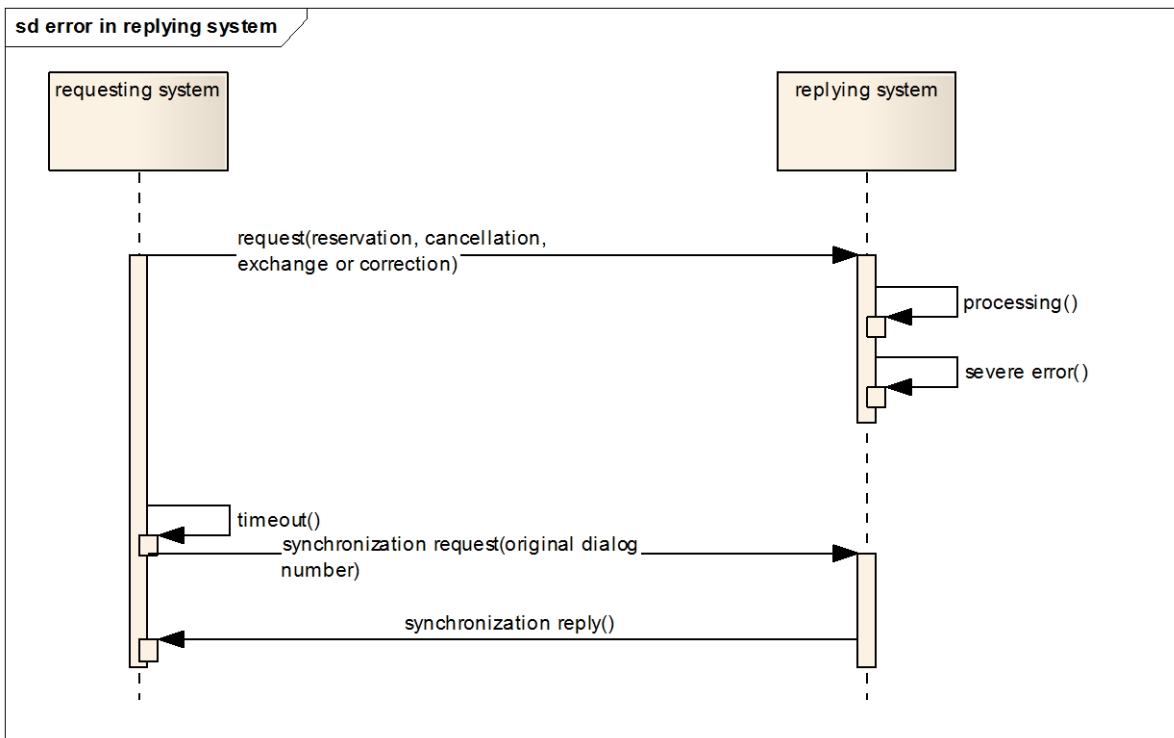 sd error in replying system
requesting system
replying system
request(reservation, cancellation,
exchange or correction)
processing()
severe error()
timeout()
synchronization request(original dialog
number)
synchronization reply()